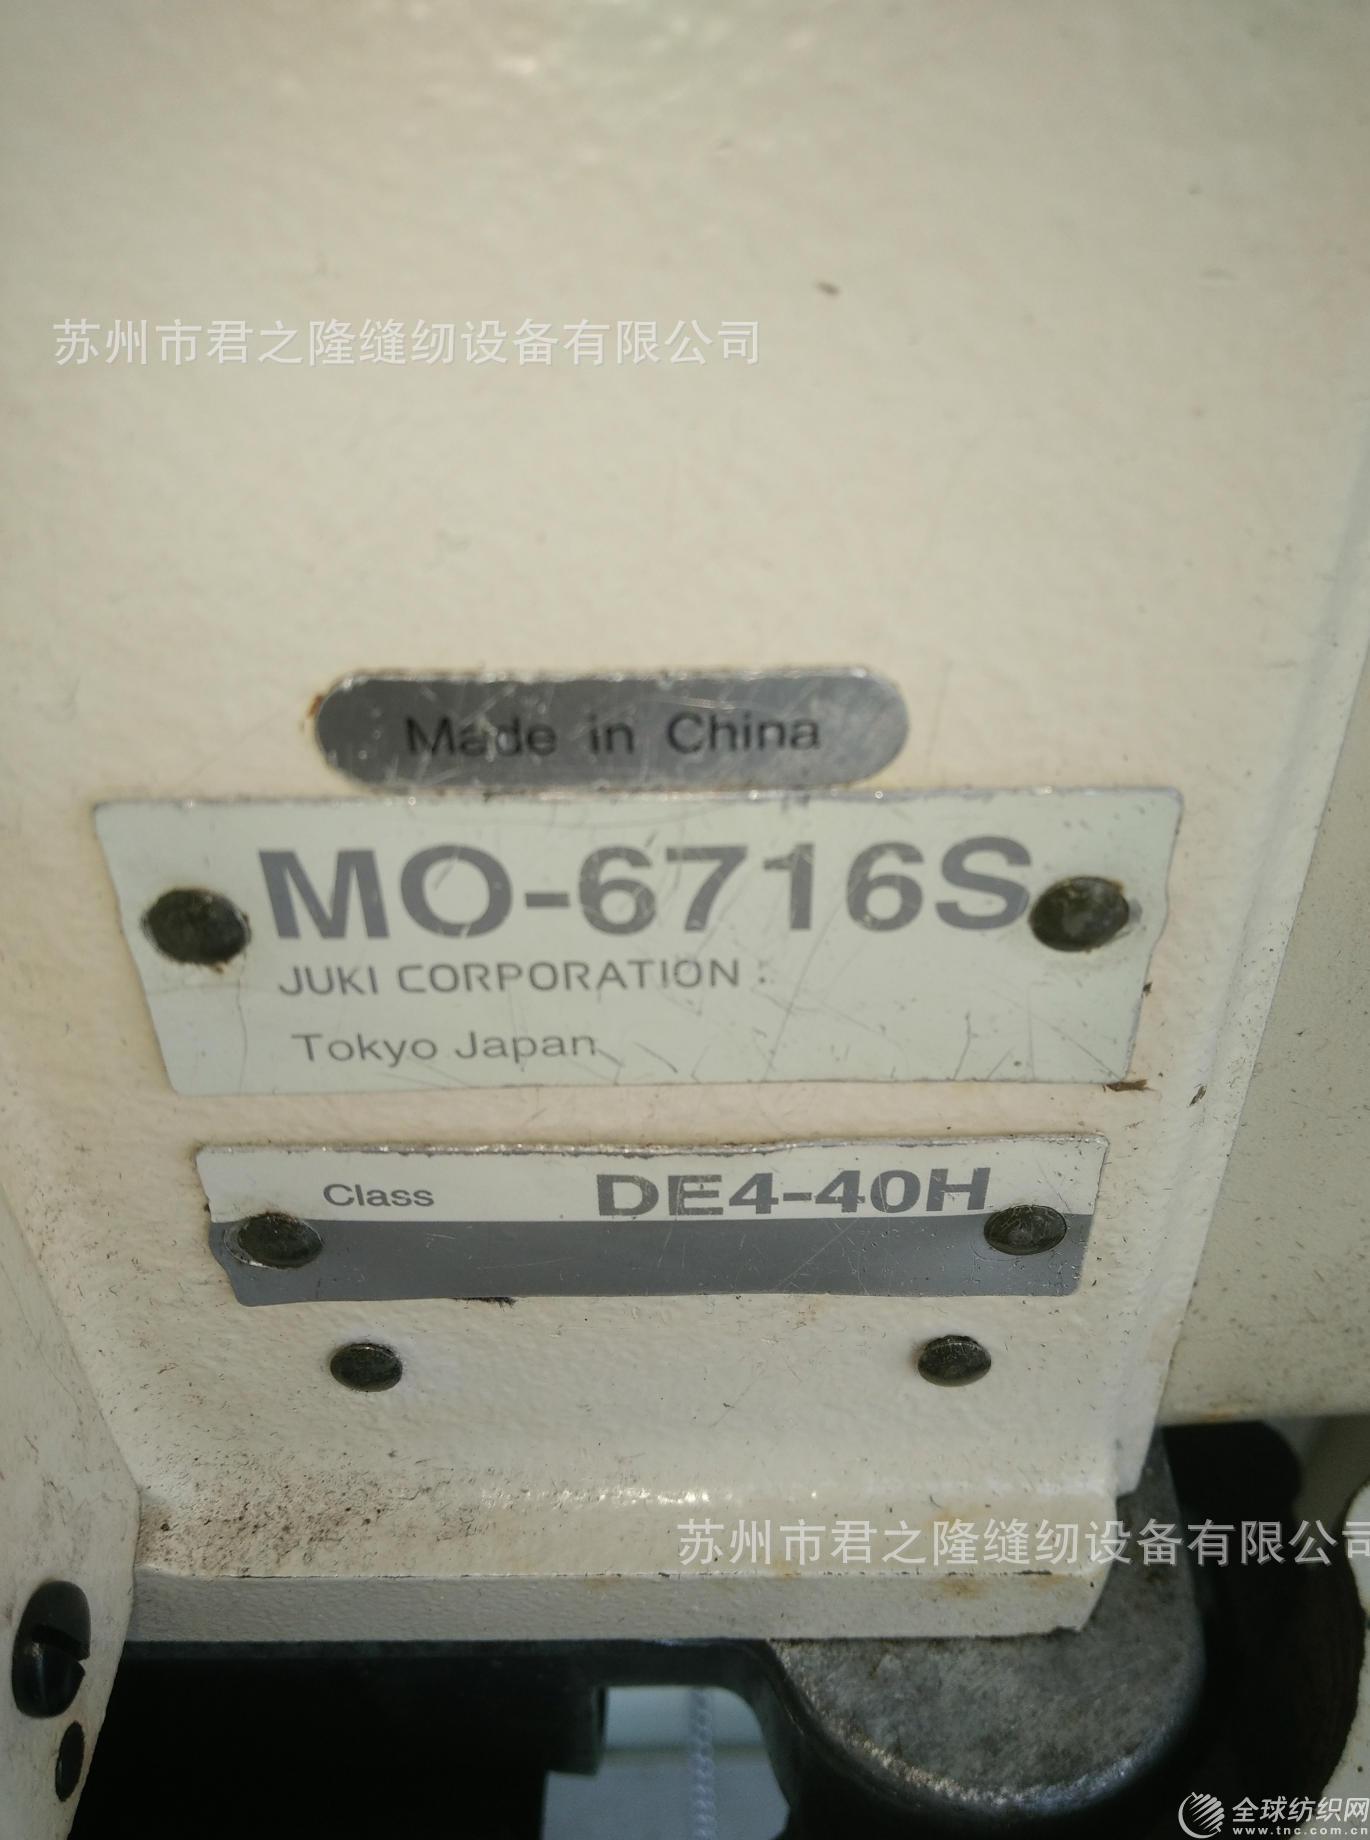 苏州市君之隆缝纫设备有限公司
Made in China
MO-6716S
JUKI CORPORATION
Tokyo Japan
Class DE4-40H
苏州市君之隆缝纫设备有限公司
全球纺织网
www.tnc.com.cn